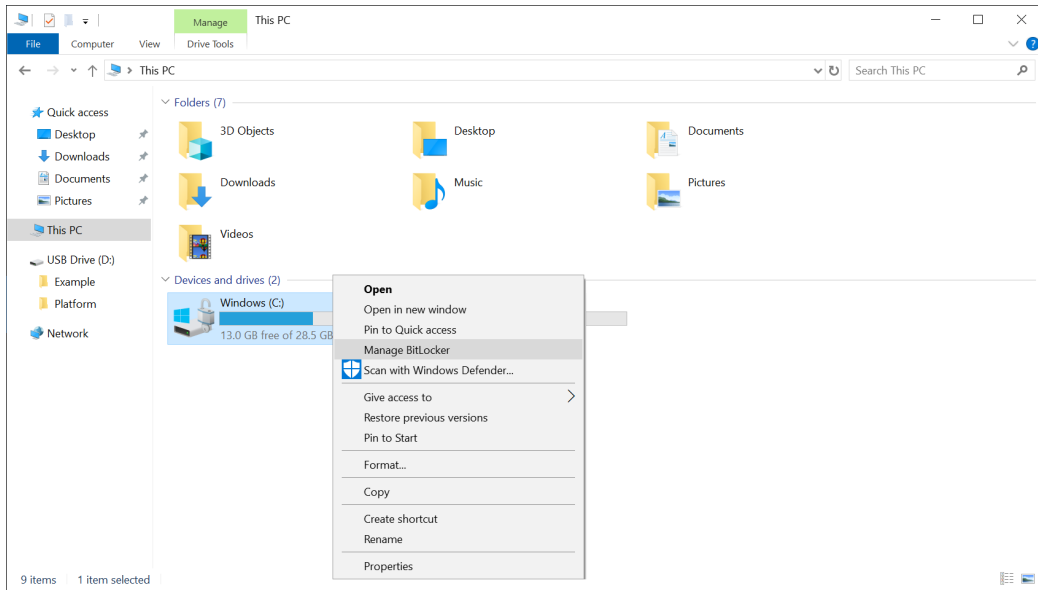 Manage
This PC
File
Computer
View
Drive Tools
?
This PC
Search This PC
Quick access
Desktop
Downloads
Documents
Pictures
This PC
USB Drive (D:)
Example
Platform
Network
Folders (7)
3D Objects
Desktop
Documents
Downloads
Music
Pictures
Videos
Devices and drives (2)
Windows (C:)
13.0 GB free of 28.5 GB
Open
Open in new window
Pin to Quick access
Manage BitLocker
Scan with Windows Defender...
Give access to
Restore previous versions
Pin to Start
Format...
Copy
Create shortcut
Rename
Properties
9 items
1 item selected